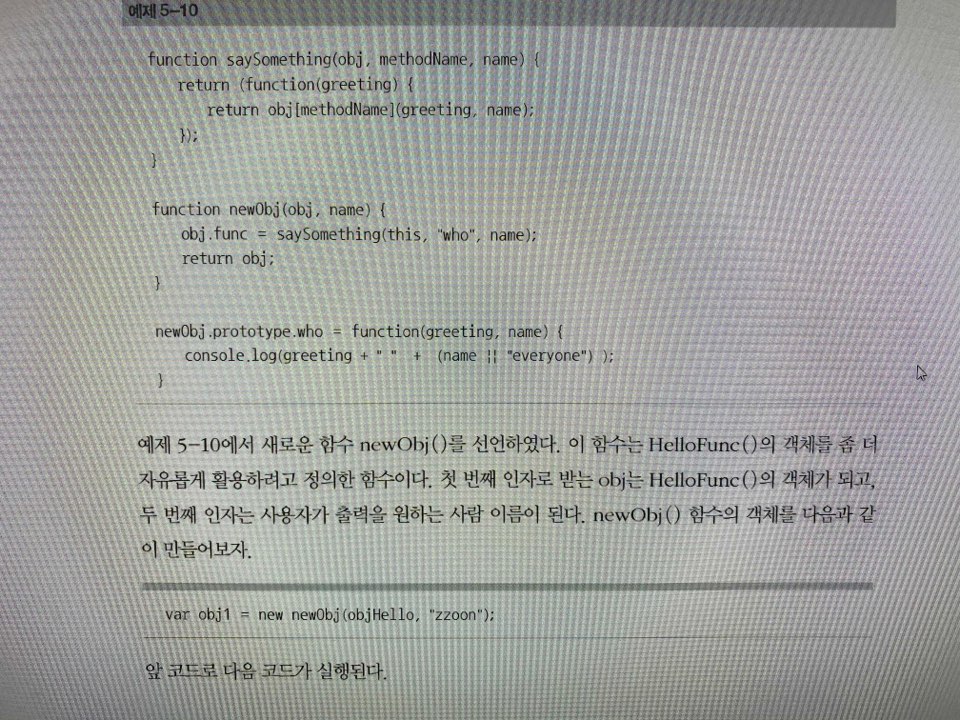 예제 5-10
function saySomething(obj, methodName, name) {
return (function(greeting) {
return obj[methodName](greeting, name);
});
}
function newObj(obj, name) {
obj.func = saySomething(this, "who", name);
return obj;
}
newObj.prototype.who = function(greeting, name) {
console.log(greeting + " " + (name || "everyone") );
}
예제 5-10에서 새로운 함수 newObj()를 선언하였다. 이 함수는 HelloFunc()의 객체를 좀 더
자유롭게 활용하려고 정의한 함수이다. 첫 번째 인자로 받는 obj는 HelloFunc()의 객체가 되고,
두 번째 인자는 사용자가 출력을 원하는 사람 이름이 된다. newObj() 함수의 객체를 다음과 같
이 만들어보자.
var obj1 = new newObj(objHello, "zzoon");
앞 코드로 다음 코드가 실행된다.